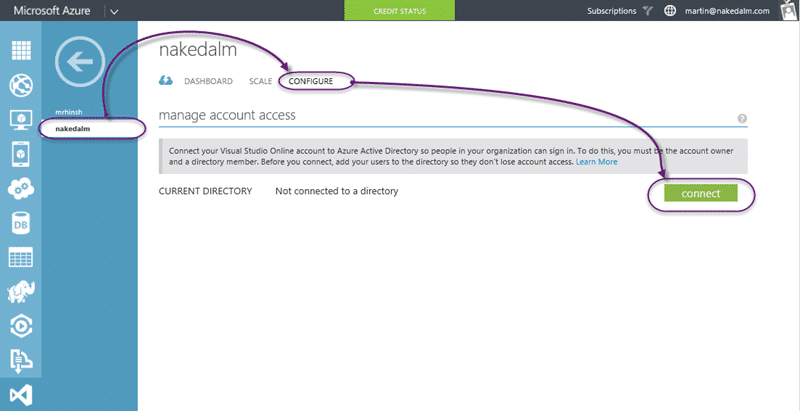 Microsoft Azure
CREDIT STATUS
Subscriptions
martin@nakedalm.com
mrhinsh
nakedalm
nakedalm
DASHBOARD SCALE CONFIGURE
manage account access
?
Connect your Visual Studio Online account to Azure Active Directory so people in your organization can sign in. To do this, you must be the account owner
and a directory member. Before you connect, add your users to the directory so they don't lose account access. Learn More
CURRENT DIRECTORY Not connected to a directory
connect
DB